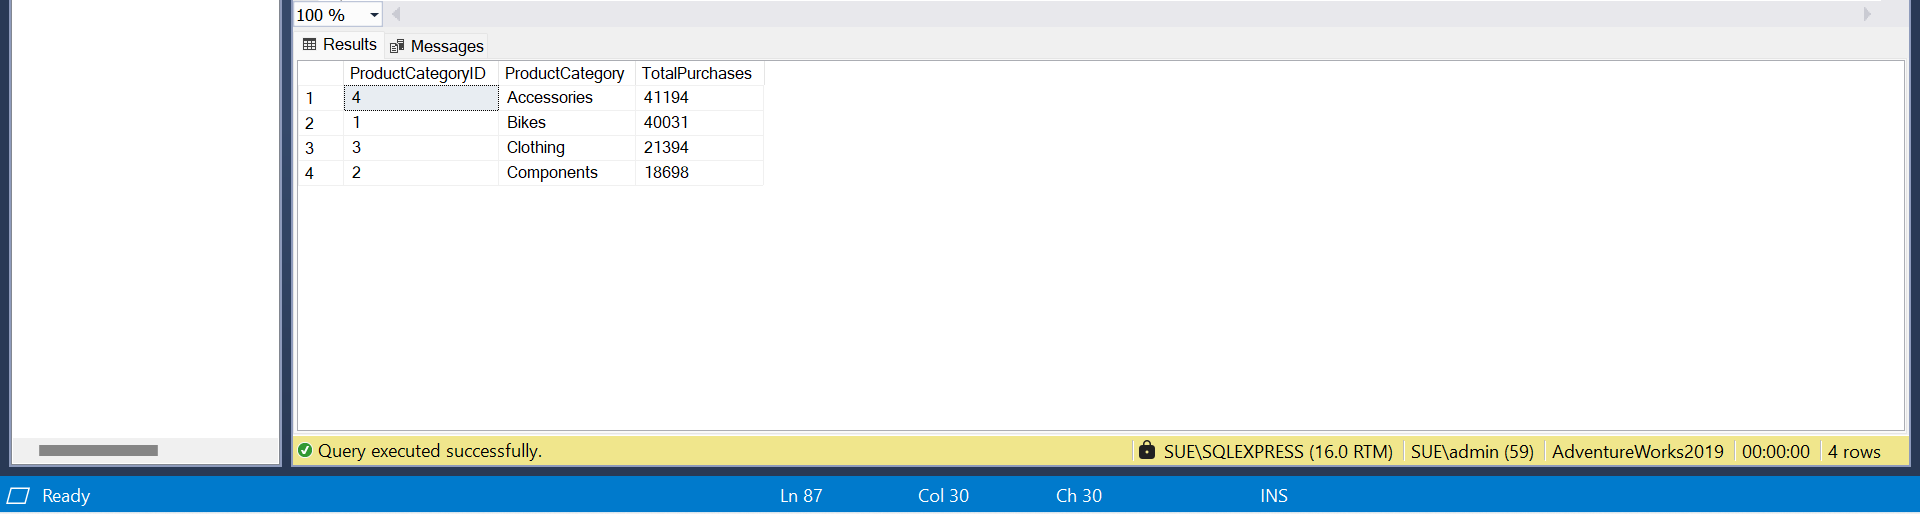 100 %
Results Messages
ProductCategoryID ProductCategory TotalPurchases
1 4 Accessories 41194
2 1 Bikes 40031
3 3 Clothing 21394
4 2 Components 18698
Query executed successfully. SUE\SQLEXPRESS (16.0 RTM) SUE\admin (59) AdventureWorks2019 00:00:00 4 rows
Ready Ln 87 Col 30 Ch 30 INS